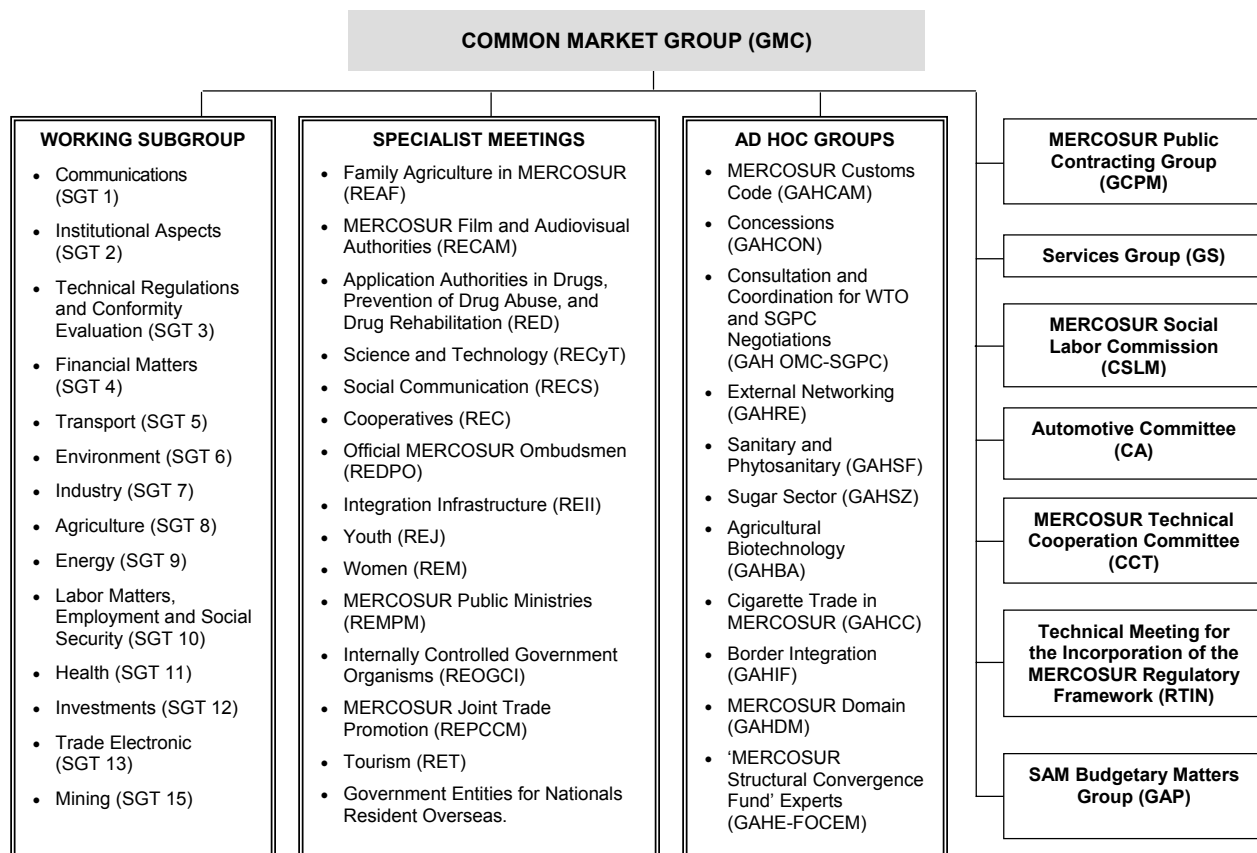 COMMON MARKET GROUP (GMC)
WORKING SUBGROUP
• Communications
(SGT 1)
• Institutional Aspects
(SGT 2)
• Technical Regulations
and Conformity
Evaluation (SGT 3)
• Financial Matters
(SGT 4)
• Transport (SGT 5)
• Environment (SGT 6)
• Industry (SGT 7)
• Agriculture (SGT 8)
• Energy (SGT 9)
• Labor Matters,
Employment and Social
Security (SGT 10)
• Health (SGT 11)
• Investments (SGT 12)
• Trade Electronic
(SGT 13)
• Mining (SGT 15)
SPECIALIST MEETINGS
• Family Agriculture in MERCOSUR
(REAF)
• MERCOSUR Film and Audiovisual
Authorities (RECAM)
• Application Authorities in Drugs,
Prevention of Drug Abuse, and
Drug Rehabilitation (RED)
• Science and Technology (RECyT)
• Social Communication (RECS)
• Cooperatives (REC)
• Official MERCOSUR Ombudsmen
(REDPO)
• Integration Infrastructure (REII)
• Youth (REJ)
• Women (REM)
• MERCOSUR Public Ministries
(REMPM)
• Internally Controlled Government
Organisms (REOGCI)
• MERCOSUR Joint Trade
Promotion (REPCCM)
• Tourism (RET)
• Government Entities for Nationals
Resident Overseas.
AD HOC GROUPS
• MERCOSUR Customs
Code (GAHCAM)
• Concessions
(GAHCON)
• Consultation and
Coordination for WTO
and SGPC
Negotiations
(GAH OMC-SGPC)
• External Networking
(GAHRE)
• Sanitary and
Phytosanitary (GAHSF)
• Sugar Sector (GAHSZ)
• Agricultural
Biotechnology
(GAHBA)
• Cigarette Trade in
MERCOSUR (GAHCC)
• Border Integration
(GAHIF)
• MERCOSUR Domain
(GAHDM)
• ‘MERCOSUR
Structural Convergence
Fund’ Experts
(GAHE-FOCEM)
MERCOSUR Public
Contracting Group
(GCPM)
Services Group (GS)
MERCOSUR Social
Labor Commission
(CSLM)
Automotive Committee
(CA)
MERCOSUR Technical
Cooperation Committee
(CCT)
Technical Meeting for
the Incorporation of the
MERCOSUR Regulatory
Framework (RTIN)
SAM Budgetary Matters
Group (GAP)